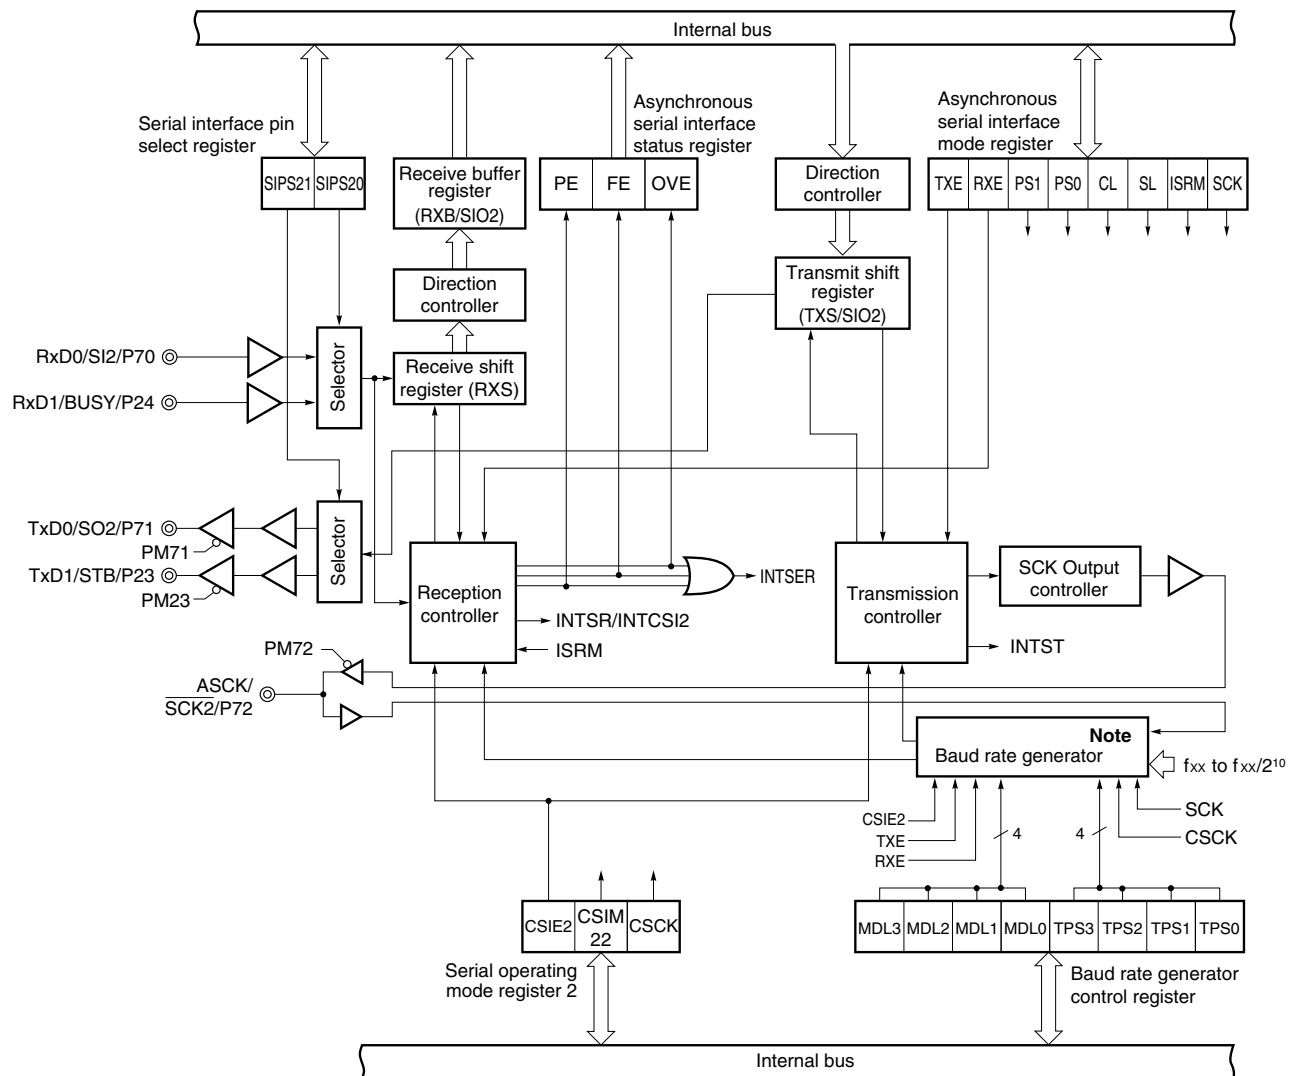 Internal bus
Serial interface pin
select register
Asynchronous
serial interface
status register
Asynchronous
serial interface
mode register
SIPS21 SIPS20
Receive buffer
register
(RXB/SIO2)
PE FE OVE
Direction
controller
TXE RXE PS1 PS0 CL SL ISRM SCK
Direction
controller
Transmit shift
register
(TXS/SIO2)
RxD0/SI2/P70
RxD1/BUSY/P24
Selector
Receive shift
register (RXS)
TxD0/SO2/P71
PM71
TxD1/STB/P23
PM23
Selector
Reception
controller
INTSER
INTSR/INTCSI2
ISRM
Transmission
controller
SCK Output
controller
INTST
PM72
ASCK/
SCK2/P72
Note
Baud rate generator
fxx to fxx/2¹⁰
CSIE2
TXE
RXE
4
4
SCK
CSCK
CSIE2 CSIM
22 CSCK
MDL3 MDL2 MDL1 MDL0 TPS3 TPS2 TPS1 TPS0
Serial operating
mode register 2
Baud rate generator
control register
Internal bus